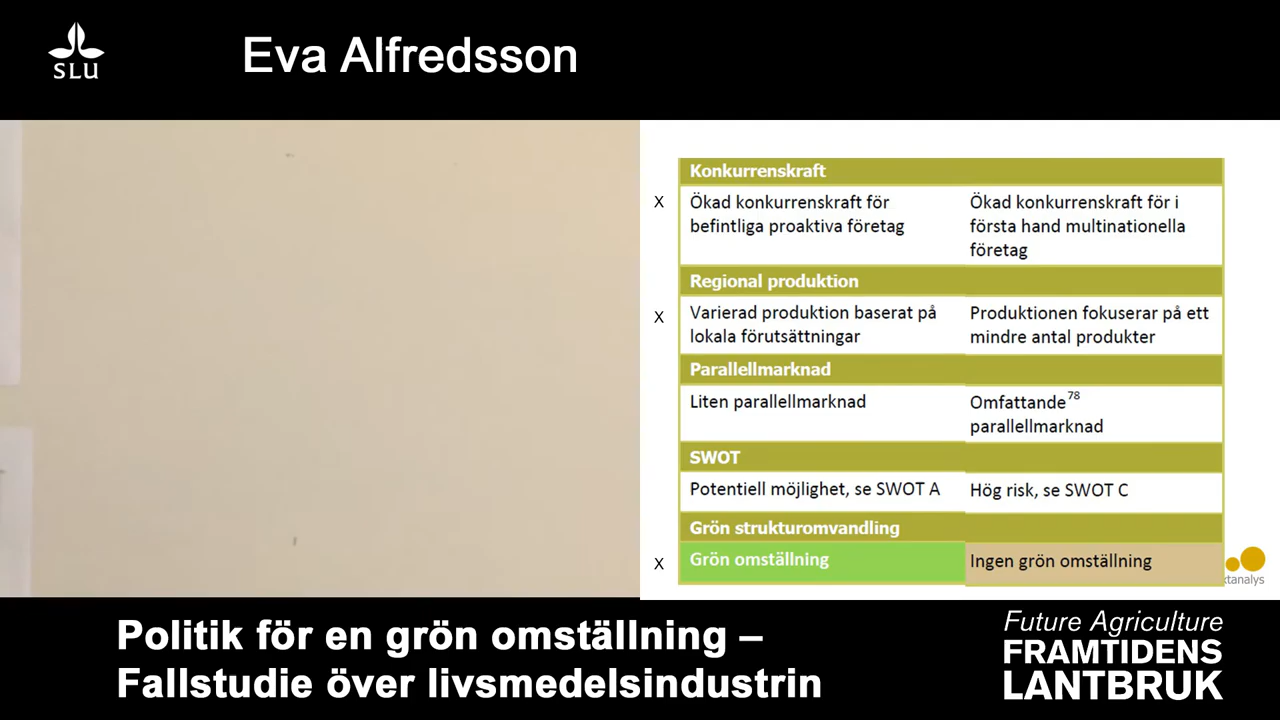 SLU
Eva Alfredsson
Konkurrenskraft
X
Ökad konkurrenskraft för
befintliga proaktiva företag
Ökad konkurrenskraft för i
första hand multinationella
företag
Regional produktion
X
Varierad produktion baserat på
lokala förutsättningar
Produktionen fokuserar på ett
mindre antal produkter
Parallellmarknad
Liten parallellmarknad
Omfattande78
parallellmarknad
SWOT
Potentiell möjlighet, se SWOT A
Hög risk, se SWOT C
Grön strukturomvandling
X
Grön omställning
Ingen grön omställning
ktanalys
Politik för en grön omställning –
Fallstudie över livsmedelsindustrin
Future Agriculture
FRAMTIDENS
LANTBRUK